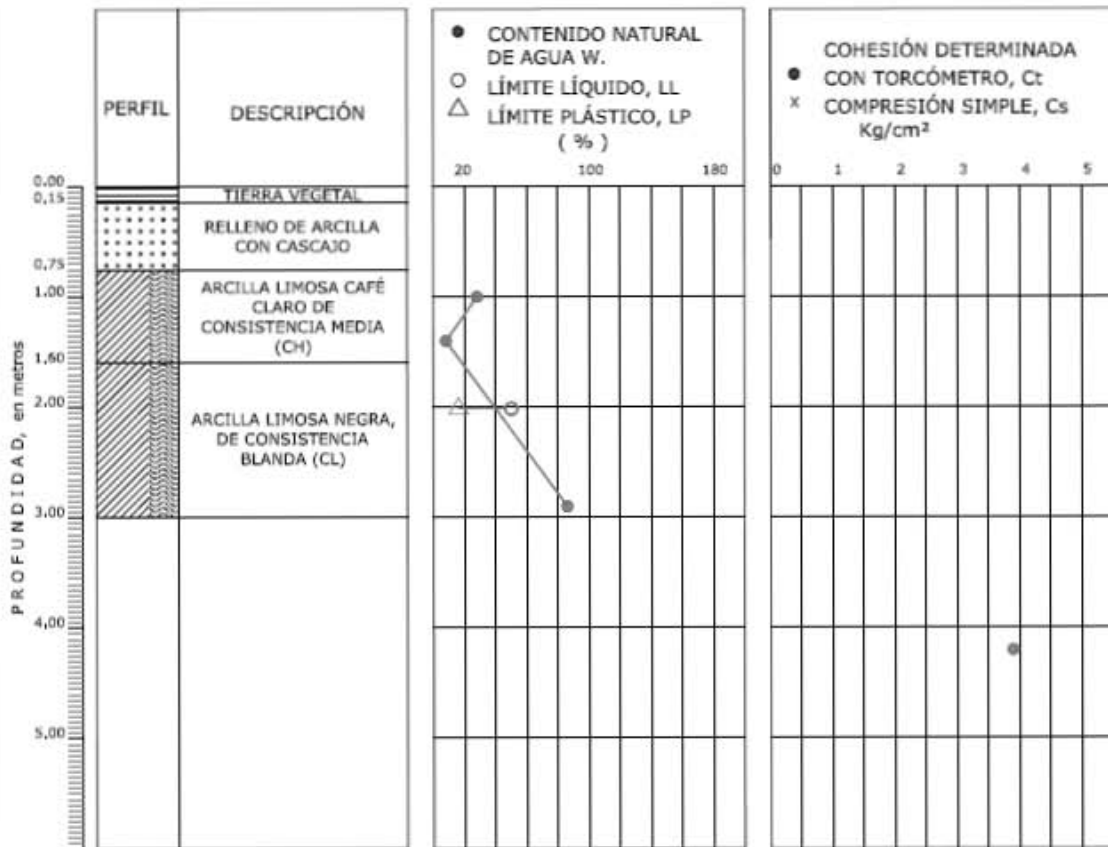 PERFIL
DESCRIPCIÓN
● CONTENIDO NATURAL
DE AGUA W.
○ LÍMITE LÍQUIDO, LL
△ LÍMITE PLÁSTICO, LP
( % )
20 100 180
COHESIÓN DETERMINADA
● CON TORCÓMETRO, Ct
x COMPRESIÓN SIMPLE, Cs
Kg/cm²
0 1 2 3 4 5
PROFUNDIDAD, en metros
0.00
0,15
0,75
1.00
1,60
2.00
3.00
4,00
5,00
TIERRA VEGETAL
RELLENO DE ARCILLA
CON CASCAJO
ARCILLA LIMOSA CAFÉ
CLARO DE
CONSISTENCIA MEDIA
(CH)
ARCILLA LIMOSA NEGRA,
DE CONSISTENCIA
BLANDA (CL)